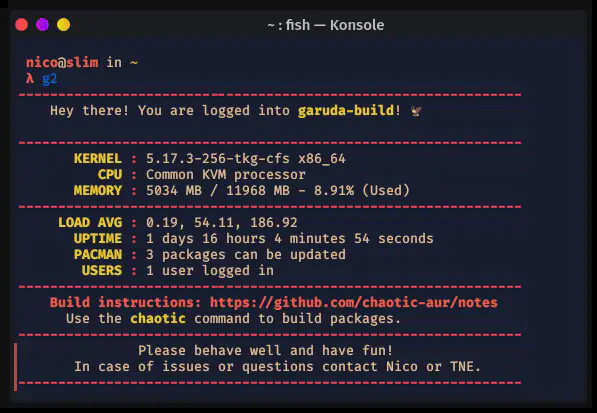 ~ : fish — Konsole
nico@slim in ~
λ g2
Hey there! You are logged into garuda-build! 🦅
KERNEL : 5.17.3-256-tkg-cfs x86_64
CPU : Common KVM processor
MEMORY : 5034 MB / 11968 MB - 8.91% (Used)
LOAD AVG : 0.19, 54.11, 186.92
UPTIME : 1 days 16 hours 4 minutes 54 seconds
PACMAN : 3 packages can be updated
USERS : 1 user logged in
Build instructions: https://github.com/chaotic-aur/notes
Use the chaotic command to build packages.
Please behave well and have fun!
In case of issues or questions contact Nico or TNE.